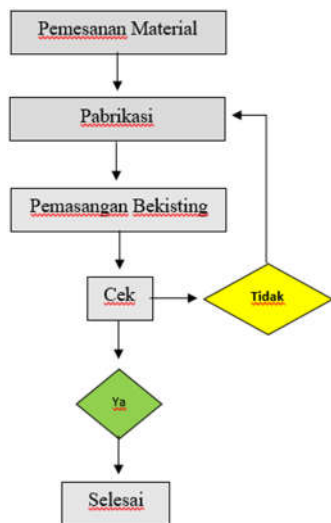 Pemesanan Material
Pabrikasi
Pemasangan Bekisting
Cek
Tidak
Ya
Selesai